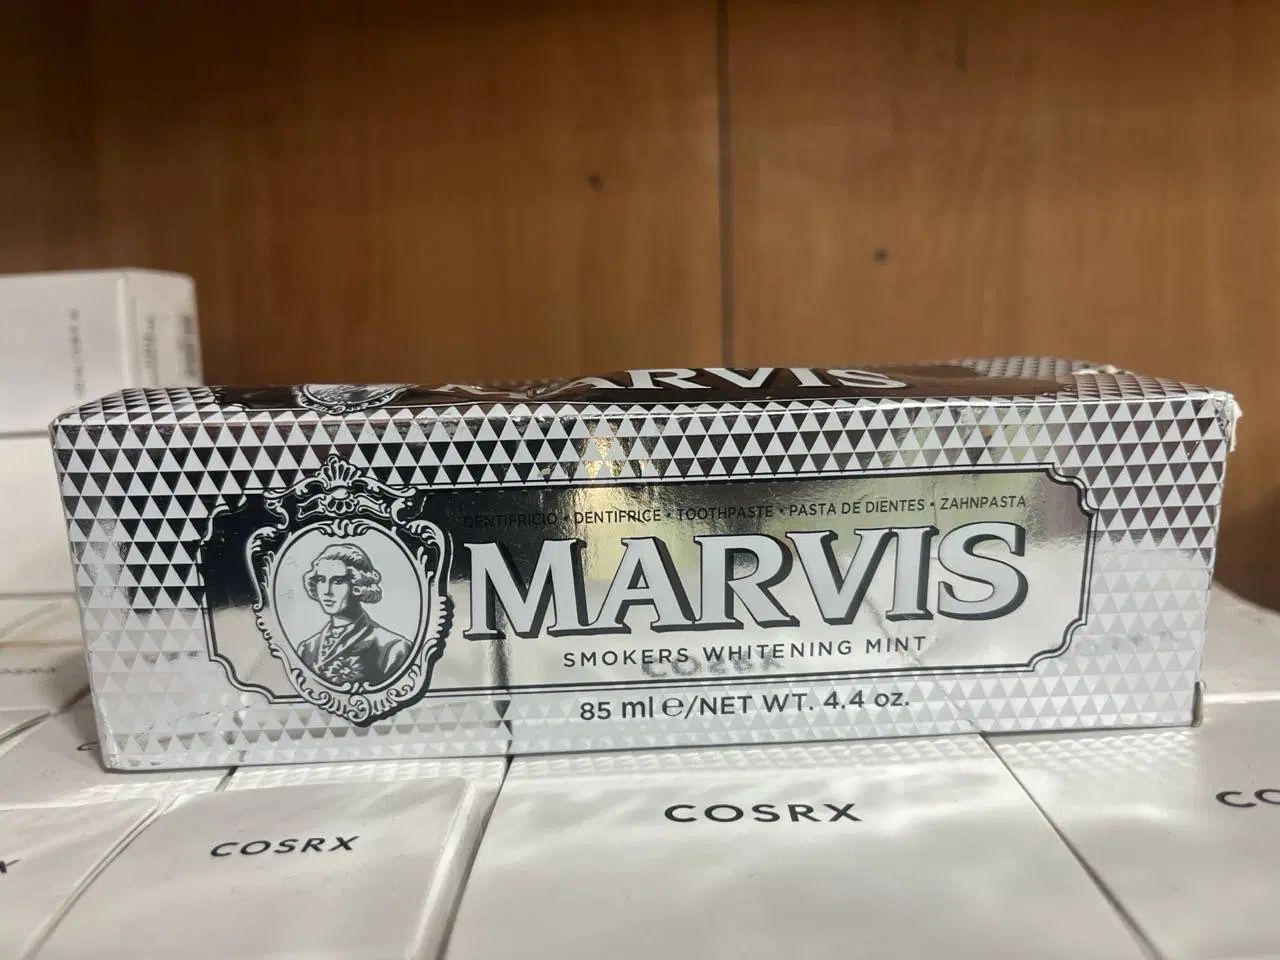 MARVIS
DENTIFRICIO • DENTIFRICE • TOOTHPASTE • PASTA DE DIENTES • ZAHNPASTA
MARVIS
SMOKERS WHITENING MINT
85 ml e/NET WT. 4.4 oz.
COSRX
COSRX